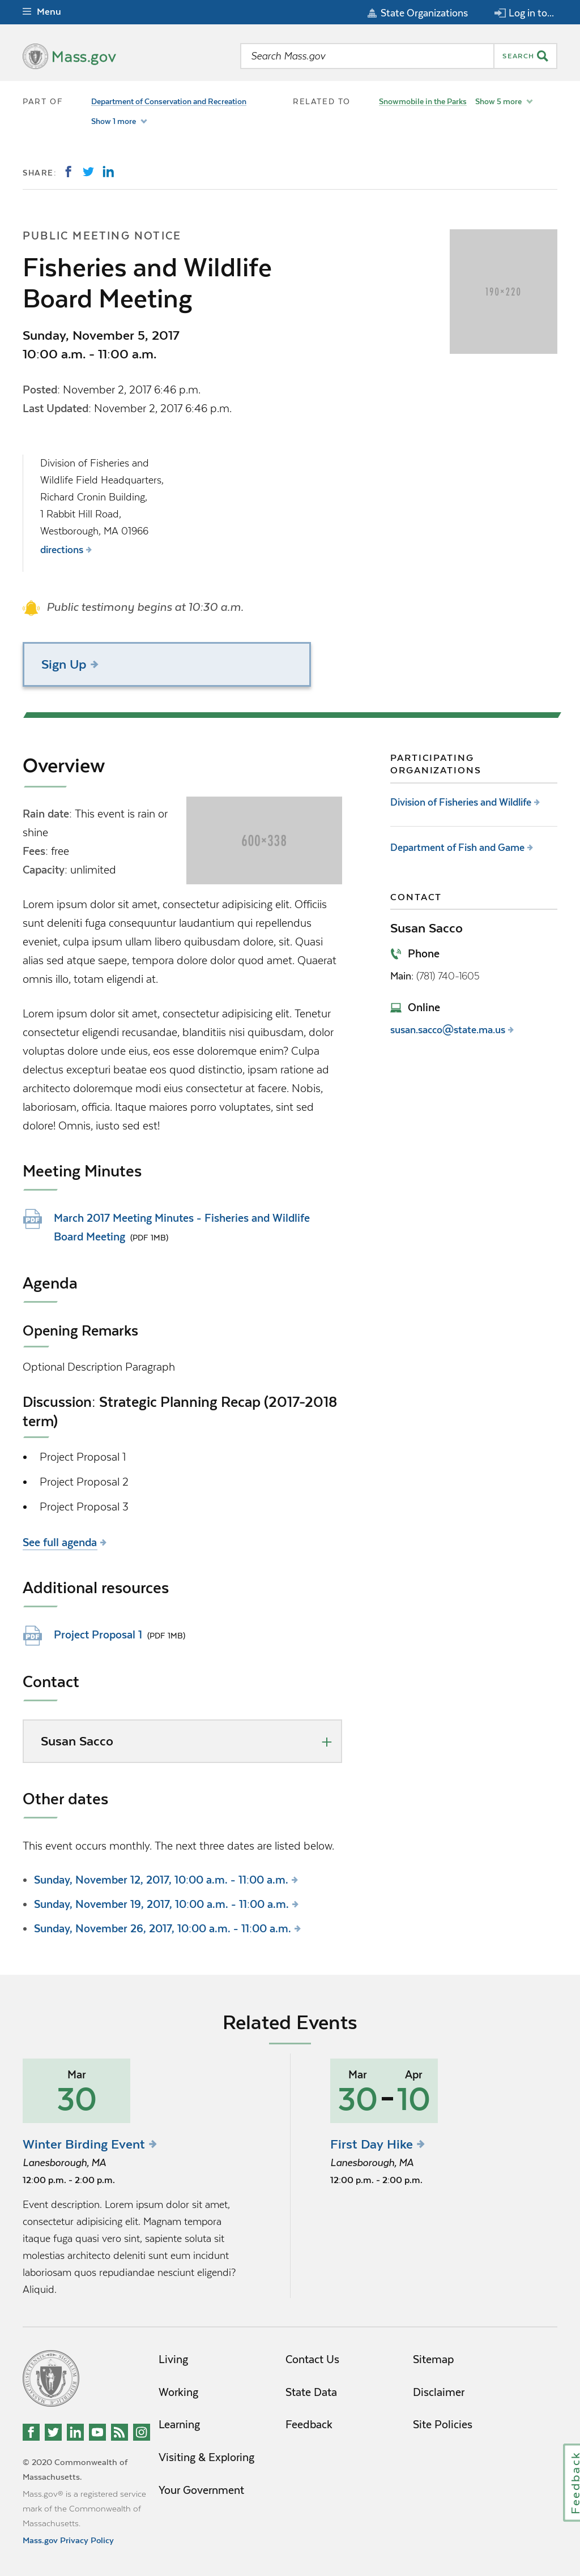 Menu
State Organizations
Log in to...
Mass.gov
Search Mass.gov
SEARCH
PART OF
Department of Conservation and Recreation
Show 1 more
RELATED TO
Snowmobile in the Parks
Show 5 more
SHARE:
PUBLIC MEETING NOTICE
Fisheries and Wildlife
Board Meeting
190×220
Sunday, November 5, 2017
10:00 a.m. - 11:00 a.m.
Posted: November 2, 2017 6:46 p.m.
Last Updated: November 2, 2017 6:46 p.m.
Division of Fisheries and
Wildlife Field Headquarters,
Richard Cronin Building,
1 Rabbit Hill Road,
Westborough, MA 01966
directions
Public testimony begins at 10:30 a.m.
Sign Up
Overview
Rain date: This event is rain or
shine
Fees: free
Capacity: unlimited
600×338
Lorem ipsum dolor sit amet, consectetur adipisicing elit. Officiis
sunt deleniti fuga consequuntur laudantium qui repellendus
eveniet, culpa ipsum ullam libero quibusdam dolore, sit. Quasi
alias sed atque saepe, tempora dolore dolor quod amet. Quaerat
omnis illo, totam eligendi at.
Lorem ipsum dolor sit amet, consectetur adipisicing elit. Tenetur
consectetur eligendi recusandae, blanditiis nisi quibusdam, dolor
voluptas dolore unde eius, eos esse doloremque enim? Culpa
delectus excepturi beatae eos quod distinctio, ipsam ratione ad
architecto doloremque modi eius consectetur at facere. Nobis,
laboriosam, officia. Itaque maiores porro voluptates, sint sed
dolore! Omnis, iusto sed est!
Meeting Minutes
PDF
March 2017 Meeting Minutes - Fisheries and Wildlife
Board Meeting (PDF 1MB)
Agenda
Opening Remarks
Optional Description Paragraph
Discussion: Strategic Planning Recap (2017-2018
term)
• Project Proposal 1
• Project Proposal 2
• Project Proposal 3
See full agenda
Additional resources
PDF
Project Proposal 1 (PDF 1MB)
Contact
Susan Sacco
Other dates
This event occurs monthly. The next three dates are listed below.
• Sunday, November 12, 2017, 10:00 a.m. - 11:00 a.m.
• Sunday, November 19, 2017, 10:00 a.m. - 11:00 a.m.
• Sunday, November 26, 2017, 10:00 a.m. - 11:00 a.m.
PARTICIPATING
ORGANIZATIONS
Division of Fisheries and Wildlife
Department of Fish and Game
CONTACT
Susan Sacco
Phone
Main: (781) 740-1605
Online
susan.sacco@state.ma.us
Related Events
Mar
30
Winter Birding Event
Lanesborough, MA
12:00 p.m. - 2:00 p.m.
Event description. Lorem ipsum dolor sit amet,
consectetur adipisicing elit. Magnam tempora
itaque fuga quasi vero sint, sapiente soluta sit
molestias architecto deleniti sunt eum incidunt
laboriosam quos repudiandae nesciunt eligendi?
Aliquid.
Mar Apr
30-10
First Day Hike
Lanesborough, MA
12:00 p.m. - 2:00 p.m.
Living
Working
Learning
Visiting & Exploring
Your Government
Contact Us
State Data
Feedback
Sitemap
Disclaimer
Site Policies
© 2020 Commonwealth of
Massachusetts.
Mass.gov® is a registered service
mark of the Commonwealth of
Massachusetts.
Mass.gov Privacy Policy
Feedback